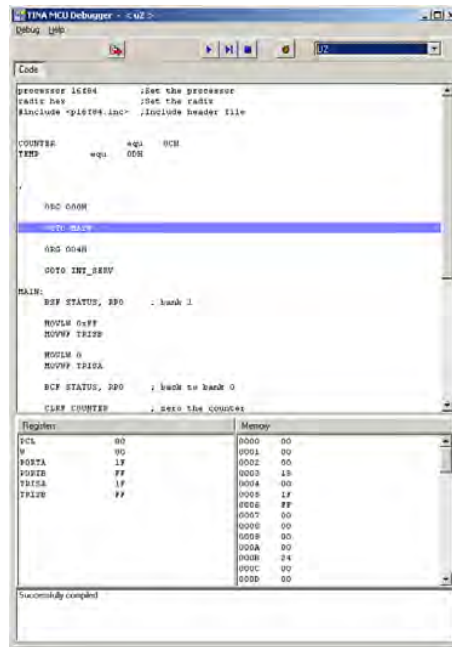 TINA MCU Debugger - < u2 >
Debug Help
U2
Code
processor 16f84 ;Set the processor
radix hex ;Set the radix
#include <p16f84.inc> ;Include header file
COUNTER equ 0CH
TEMP equ 0DH
;
ORG 000H
GOTO MAIN
ORG 004H
GOTO INT_SERV
MAIN:
BSF STATUS, RP0 ; bank 1
MOVLW 0xFF
MOVWF TRISB
MOVLW 0
MOVWF TRISA
BCF STATUS, RP0 ; back to bank 0
CLRF COUNTER ; zero the counter
Registers Memory
PCL 00 0000 00
W 00 0001 00
PORTA 1F 0002 00
PORTB FF 0003 18
TRISA 1F 0004 00
TRISB FF 0005 1F
0006 FF
0007 00
0008 00
0009 00
000A 00
000B 24
000C 00
000D 00
Successfully compiled